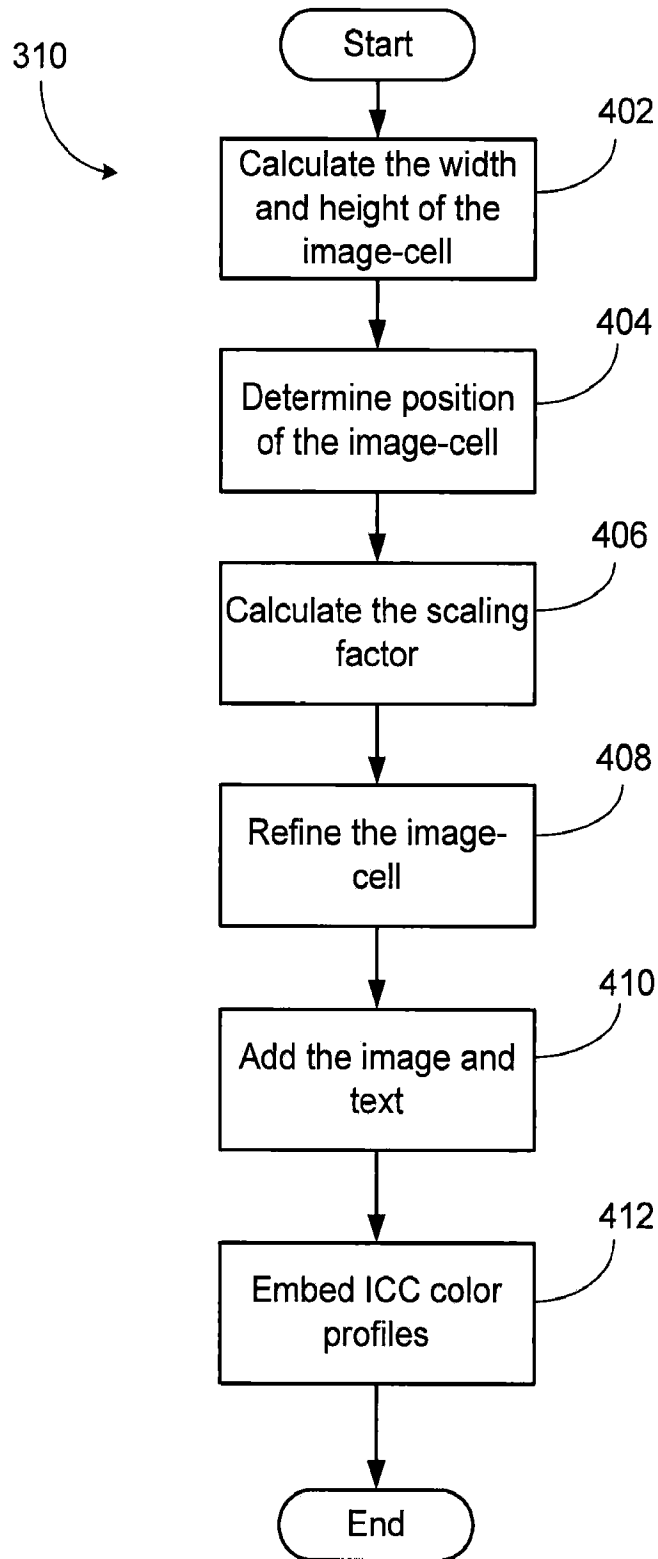 Start
310
402
Calculate the width
and height of the
image-cell
404
Determine position
of the image-cell
406
Calculate the scaling
factor
408
Refine the image-
cell
410
Add the image and
text
412
Embed ICC color
profiles
End